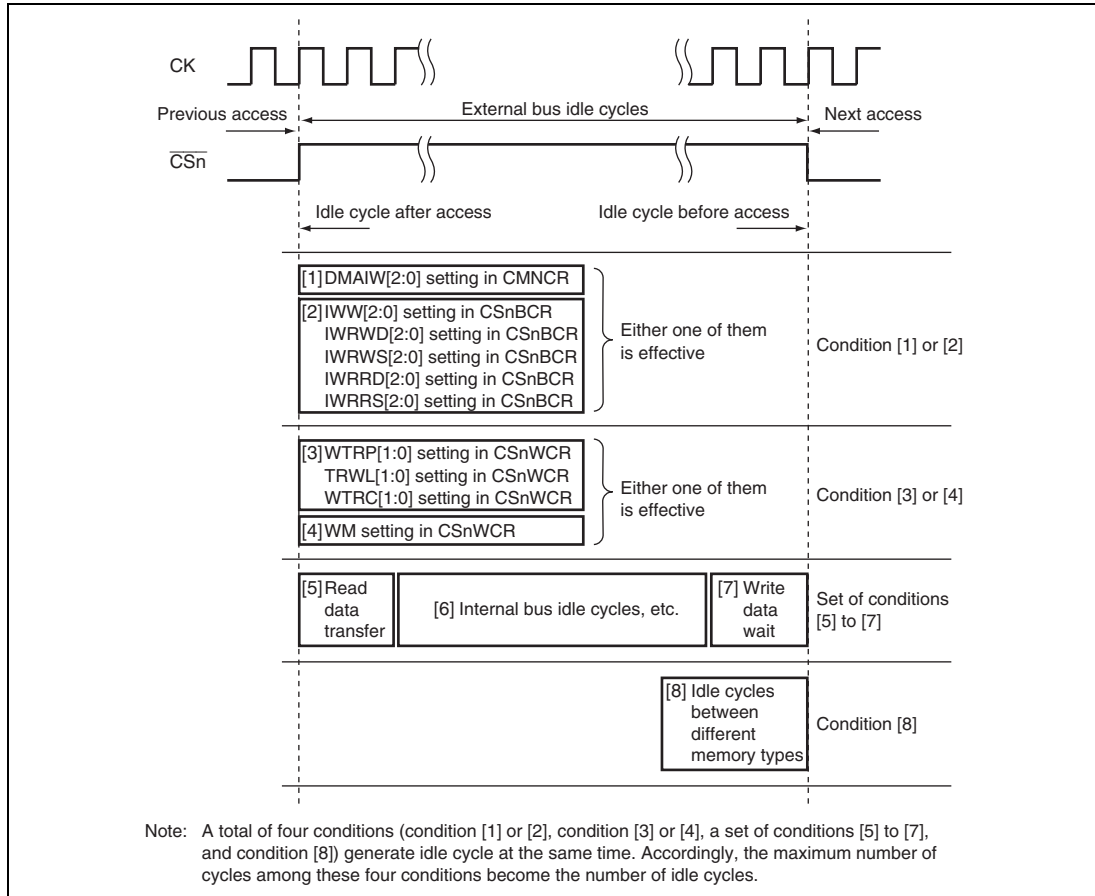 CK
Previous access
External bus idle cycles
Next access
CSn
Idle cycle after access
Idle cycle before access
[1] DMAIW[2:0] setting in CMNCR
[2] IWW[2:0] setting in CSnBCR
IWRWD[2:0] setting in CSnBCR
IWRWS[2:0] setting in CSnBCR
IWRRD[2:0] setting in CSnBCR
IWRRS[2:0] setting in CSnBCR
Either one of them
is effective
Condition [1] or [2]
[3] WTRP[1:0] setting in CSnWCR
TRWL[1:0] setting in CSnWCR
WTRC[1:0] setting in CSnWCR
[4] WM setting in CSnWCR
Either one of them
is effective
Condition [3] or [4]
[5] Read
data
transfer
[6] Internal bus idle cycles, etc.
[7] Write
data
wait
Set of conditions
[5] to [7]
[8] Idle cycles
between
different
memory types
Condition [8]
Note: A total of four conditions (condition [1] or [2], condition [3] or [4], a set of conditions [5] to [7],
and condition [8]) generate idle cycle at the same time. Accordingly, the maximum number of
cycles among these four conditions become the number of idle cycles.